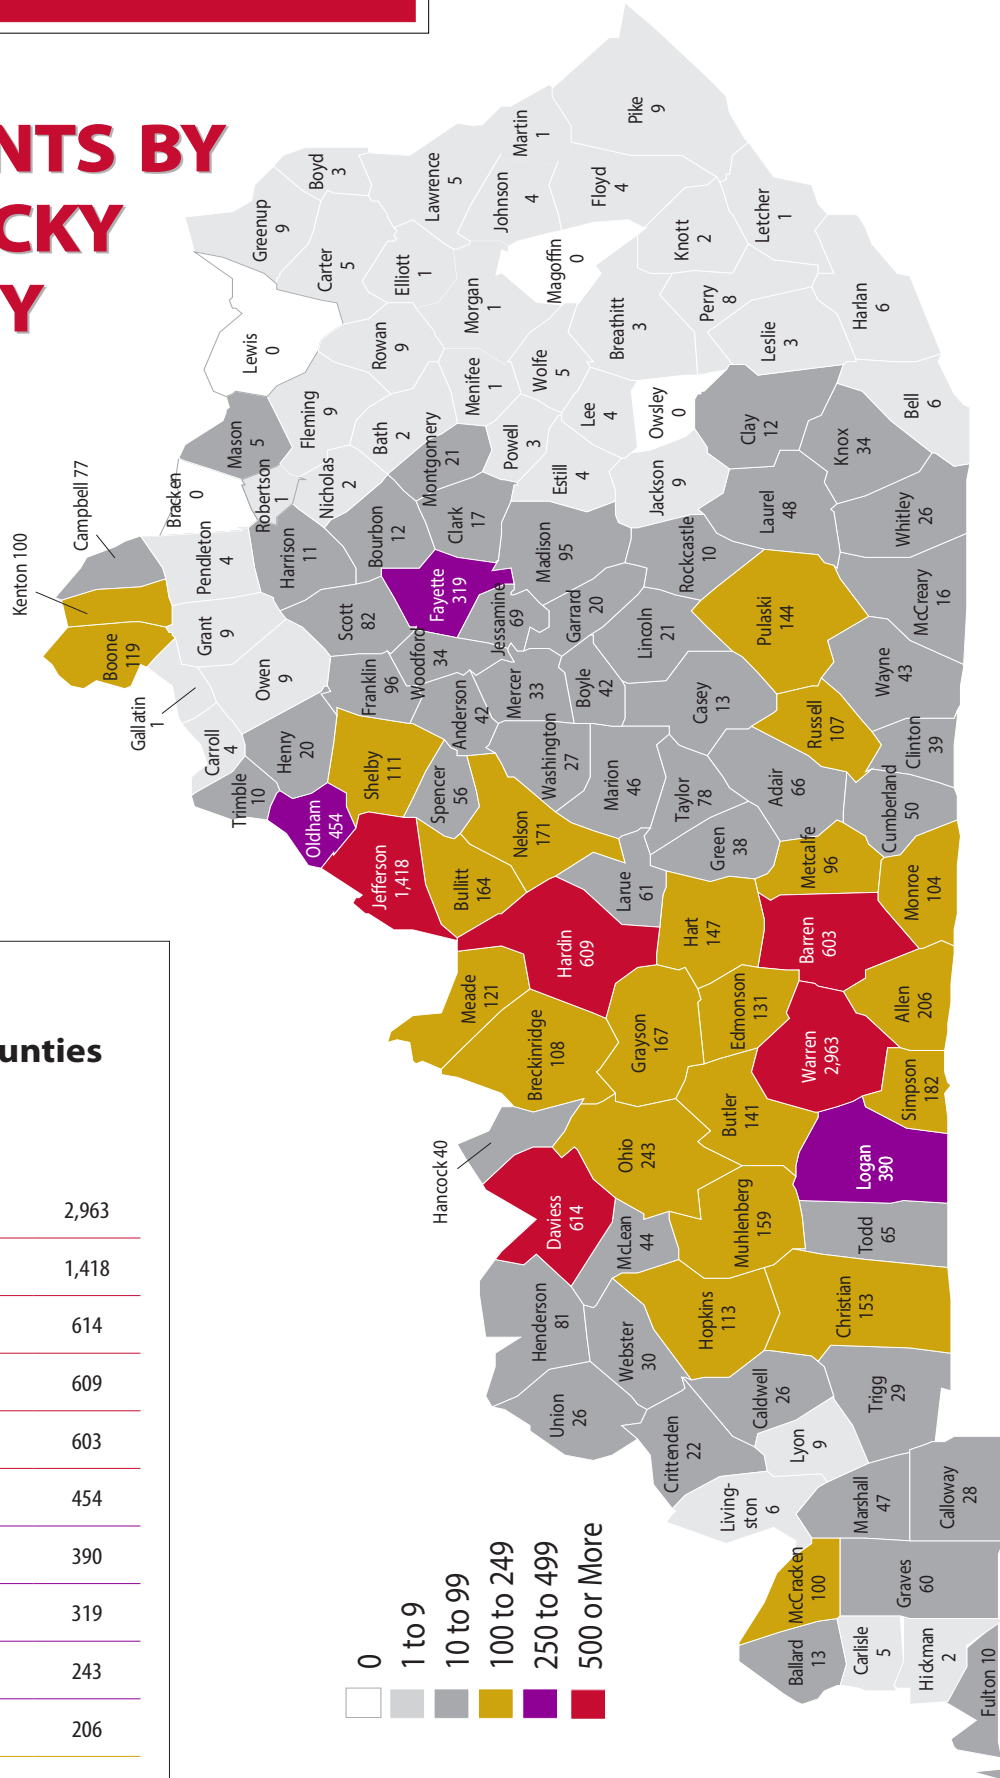 NTS BY
CKY
Y
unties
2,963
1,418
614
609
603
454
390
319
243
206
0
1 to 9
10 to 99
100 to 249
250 to 499
500 or More
Kenton 100
Campbell 77
Boone
119
Bracken
0
Mason
5
Lewis
0
Greenup
9
Boyd
3
Carter
5
Lawrence
5
Martin
1
Pike
9
Johnson
4
Floyd
4
Elliott
1
Rowan
9
Fleming
9
Robertson
1
Nicholas
2
Bath
2
Menifee
1
Morgan
1
Magoffin
0
Knott
2
Letcher
1
Perry
8
Breathitt
3
Wolfe
5
Lee
4
Powell
3
Montgomery
21
Estill
4
Owsley
0
Leslie
3
Harlan
6
Bell
6
Clay
12
Knox
34
Jackson
9
Laurel
48
Whitley
26
Pendleton
4
Grant
9
Gallatin
1
Owen
9
Carroll
4
Trimble
10
Henry
20
Harrison
11
Bourbon
12
Clark
17
Scott
82
Fayette
319
Madison
95
Rockcastle
10
Franklin
96
Woodford
34
Jessamine
69
Garrard
20
Lincoln
21
Pulaski
144
McCreary
16
Anderson
42
Mercer
33
Boyle
42
Casey
13
Wayne
43
Russell
107
Clinton
39
Oldham
454
Shelby
111
Spencer
56
Washington
27
Marion
46
Taylor
78
Adair
66
Cumberland
50
Jefferson
1,418
Bullitt
164
Nelson
171
Larue
61
Green
38
Metcalfe
96
Monroe
104
Hardin
609
Hart
147
Barren
603
Allen
206
Meade
121
Breckinridge
108
Grayson
167
Edmonson
131
Warren
2,963
Simpson
182
Hancock 40
Daviess
614
Ohio
243
Butler
141
Logan
390
McLean
44
Muhlenberg
159
Todd
65
Henderson
81
Webster
30
Hopkins
113
Christian
153
Union
26
Crittenden
22
Caldwell
26
Lyon
9
Trigg
29
Living-
ston
6
Marshall
47
Calloway
28
McCracken
100
Graves
60
Ballard
13
Carlisle
5
Hickman
2
Fulton 10